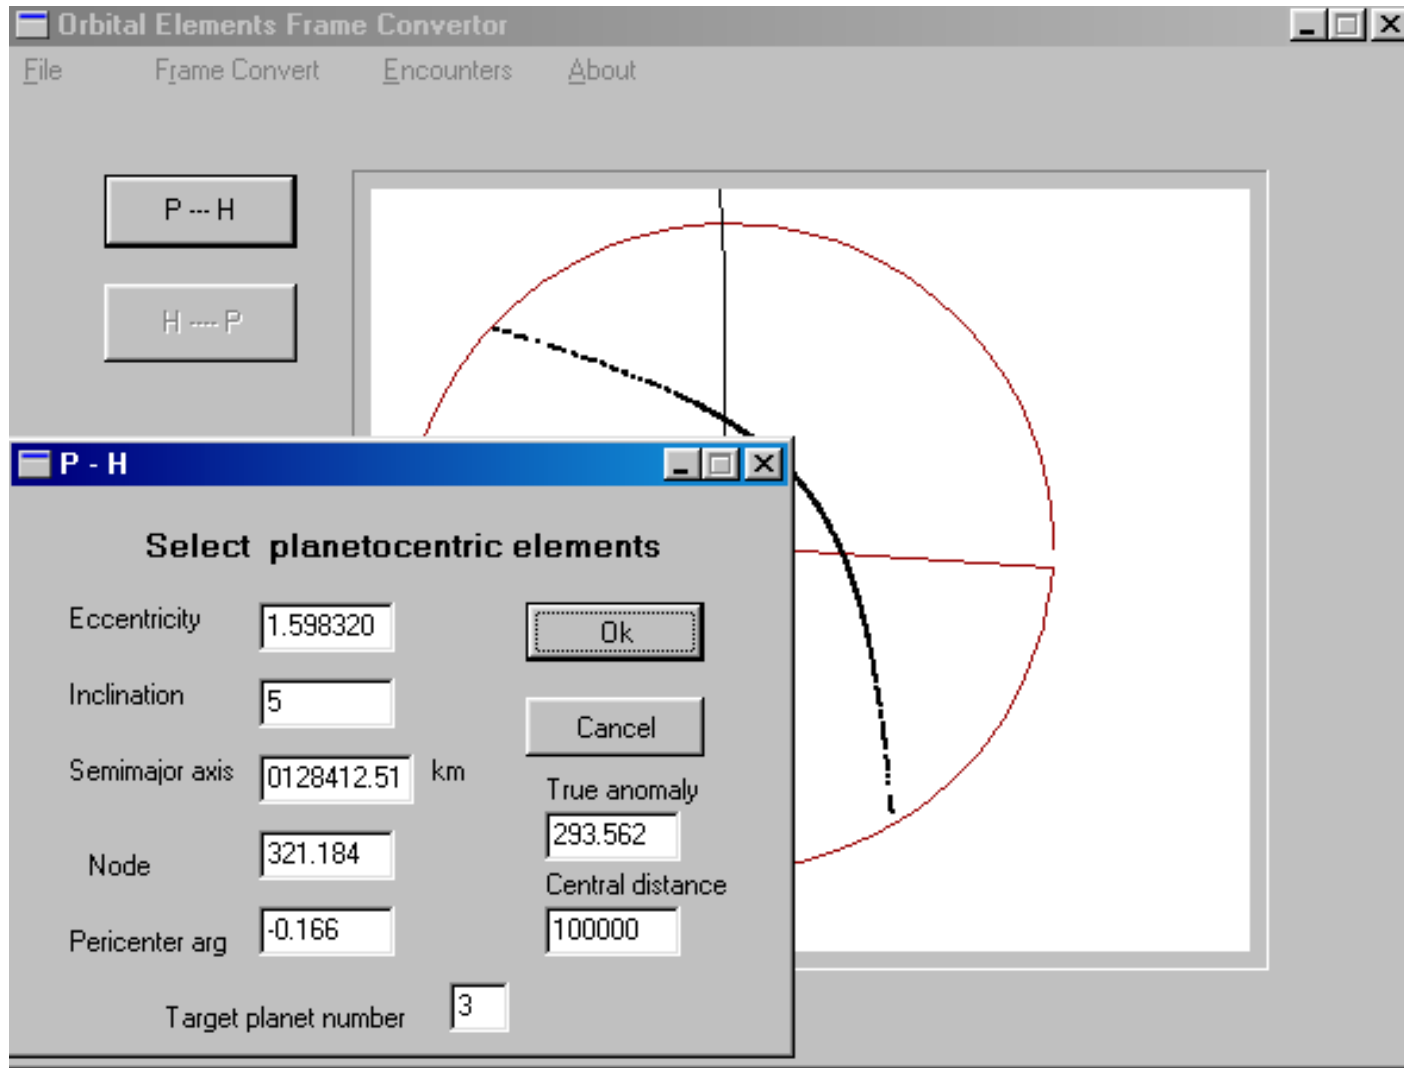 Orbital Elements Frame Convertor
File Frame Convert Encounters About
P --- H
H ---- P
P - H
Select planetocentric elements
Eccentricity 1.598320 Ok
Inclination 5
Cancel
Semimajor axis 0128412.51 km
True anomaly
293.562
Node 321.184
Central distance
100000
Pericenter arg -0.166
Target planet number 3